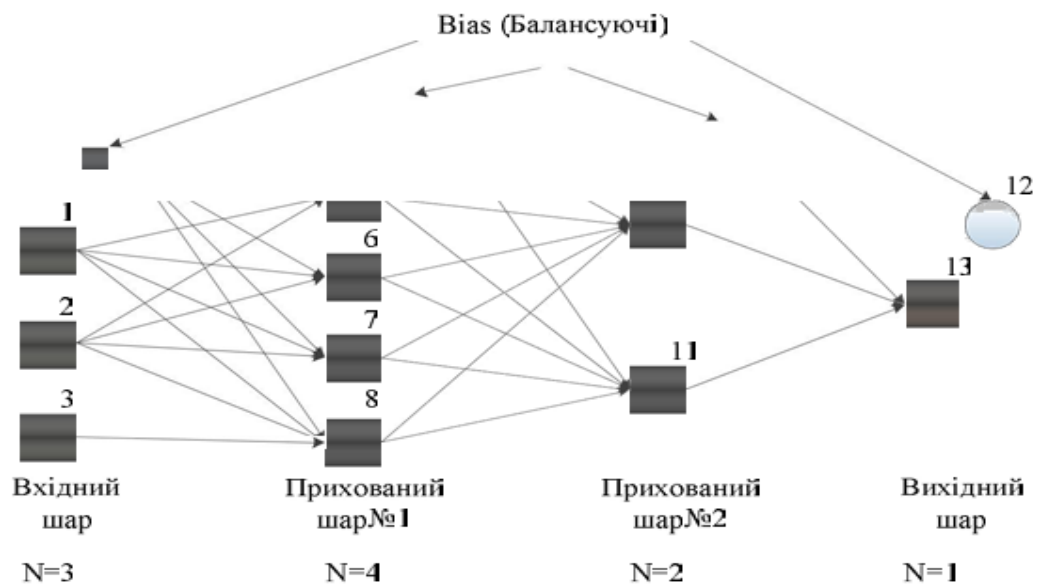 Bias (Балансуючі)
12
1
6
13
2
7
11
3
8
Вхідний шар
Прихований шар№1
Прихований шар№2
Вихідний шар
N=3
N=4
N=2
N=1